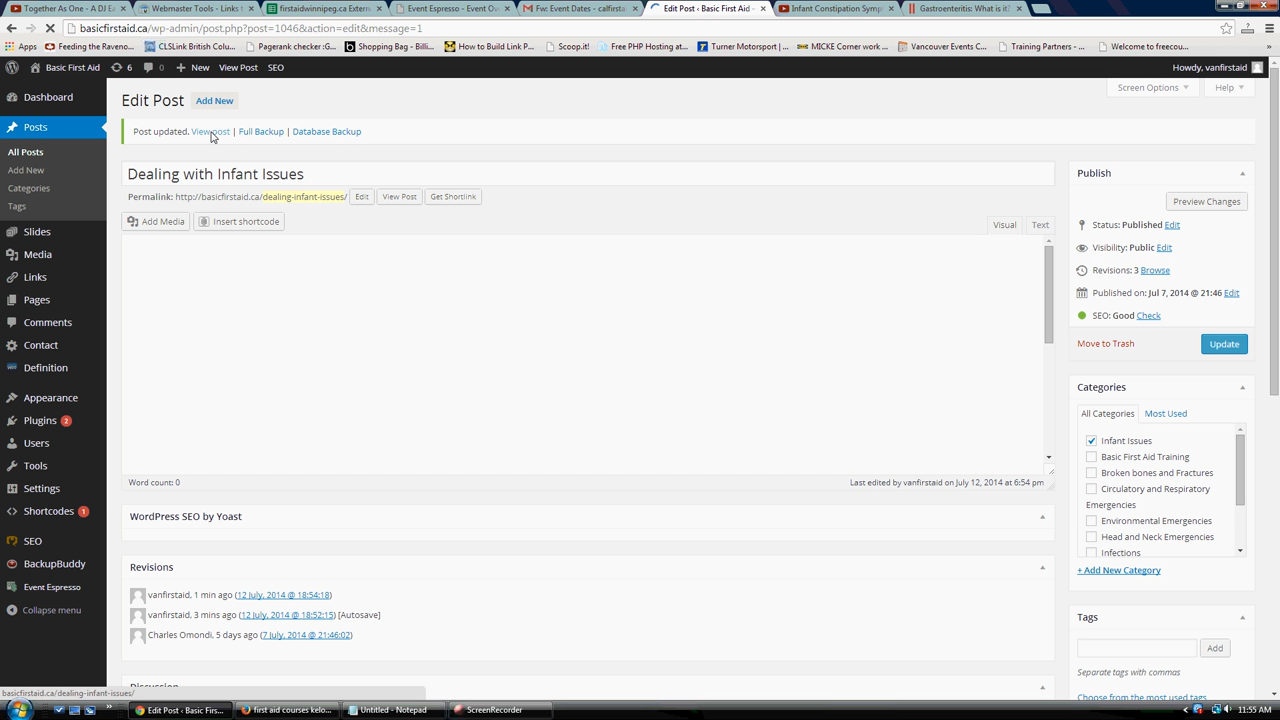 Together As One - A DJ Ea
Webmaster Tools - Links t
firstaidwinnipeg.ca Extern
Event Espresso - Event Ov
Fw: Event Dates - calfirst
Edit Post ‹ Basic First Aid -
Infant Constipation Symp
Gastroenteritis: What is it?
basicfirstaid.ca/wp-admin/post.php?post=1046&action=edit&message=1
Apps
Feeding the Raveno...
CLSLink British Colu...
Pagerank checker :G...
Shopping Bag - Billi...
How to Build Link P...
Scoop.it!
Free PHP Hosting at...
Turner Motorsport | ...
MICKE Corner work ...
Vancouver Events C...
Training Partners - ...
Welcome to freecou...
Basic First Aid
6
0
New
View Post
SEO
Howdy, vanfirstaid
Dashboard
Posts
All Posts
Add New
Categories
Tags
Slides
Media
Links
Pages
Comments
Contact
Definition
Appearance
Plugins 2
Users
Tools
Settings
Shortcodes 1
SEO
BackupBuddy
Event Espresso
Collapse menu
Screen Options
Help
Edit Post Add New
Post updated. View post | Full Backup | Database Backup
Dealing with Infant Issues
Permalink: http://basicfirstaid.ca/dealing-infant-issues/ Edit View Post Get Shortlink
Add Media Insert shortcode
Visual Text
Word count: 0
Last edited by vanfirstaid on July 12, 2014 at 6:54 pm
WordPress SEO by Yoast
Revisions
vanfirstaid, 1 min ago (12 July, 2014 @ 18:54:18)
vanfirstaid, 3 mins ago (12 July, 2014 @ 18:52:15) [Autosave]
Charles Omondi, 5 days ago (7 July, 2014 @ 21:46:02)
Discussion
Publish
Preview Changes
Status: Published Edit
Visibility: Public Edit
Revisions: 3 Browse
Published on: Jul 7, 2014 @ 21:46 Edit
SEO: Good Check
Move to Trash
Update
Categories
All Categories Most Used
Infant Issues
Basic First Aid Training
Broken bones and Fractures
Circulatory and Respiratory
Emergencies
Environmental Emergencies
Head and Neck Emergencies
Infections
+ Add New Category
Tags
Add
Separate tags with commas
Choose from the most used tags
basicfirstaid.ca/dealing-infant-issues/
Edit Post ‹ Basic Firs...
first aid courses kelo...
Untitled - Notepad
ScreenRecorder
11:55 AM